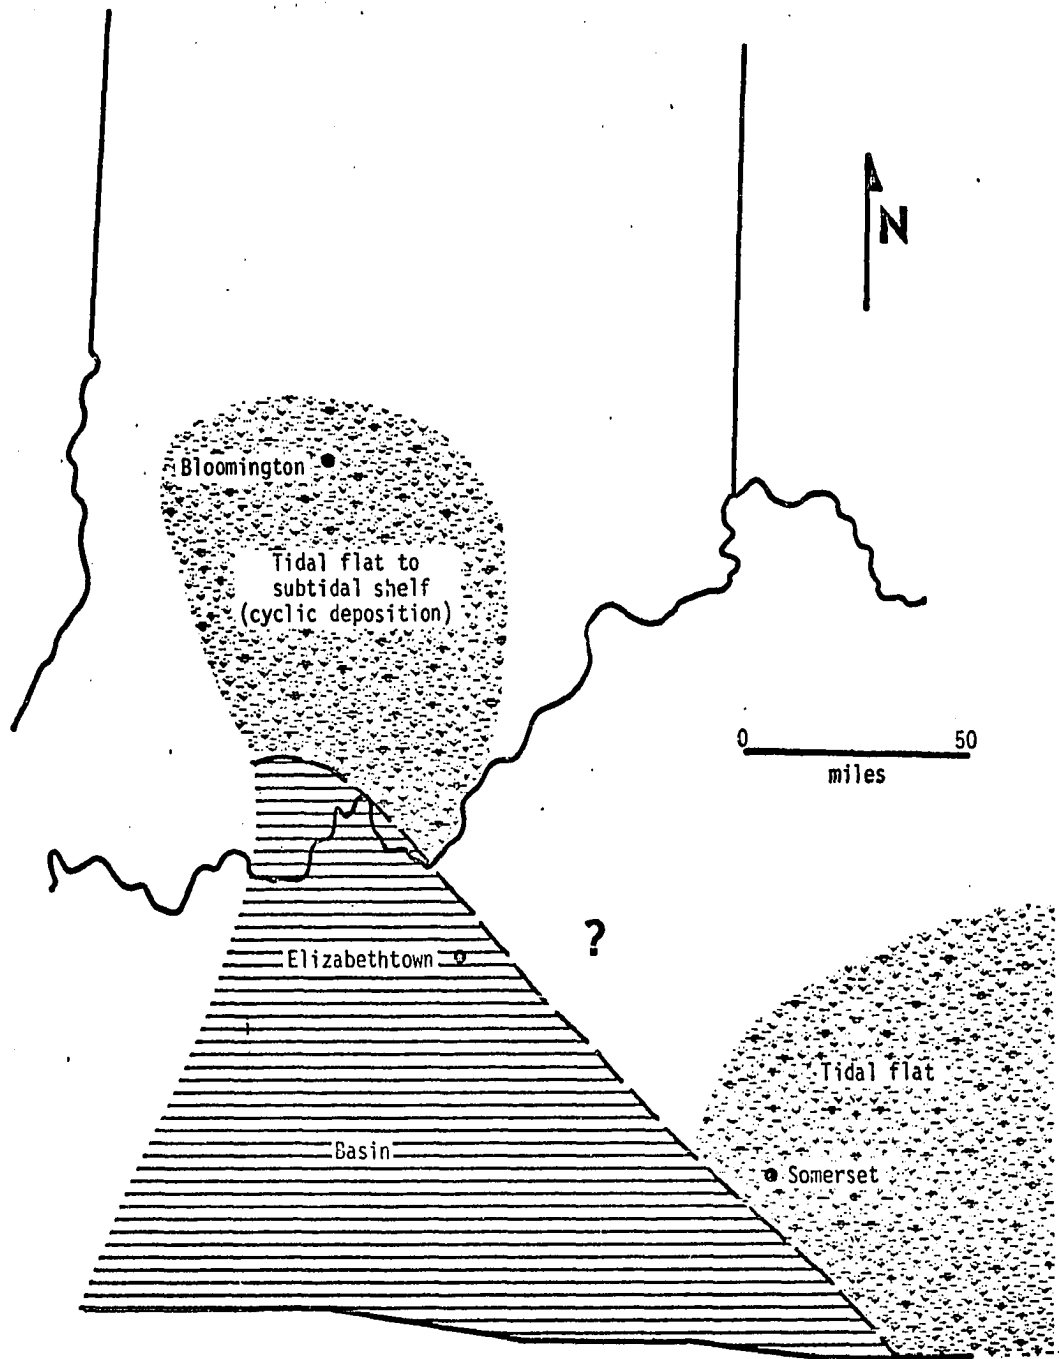 N
Bloomington
Tidal flat to
subtidal shelf
(cyclic deposition)
0 50
miles
?
Elizabethtown
Tidal flat
Basin
Somerset